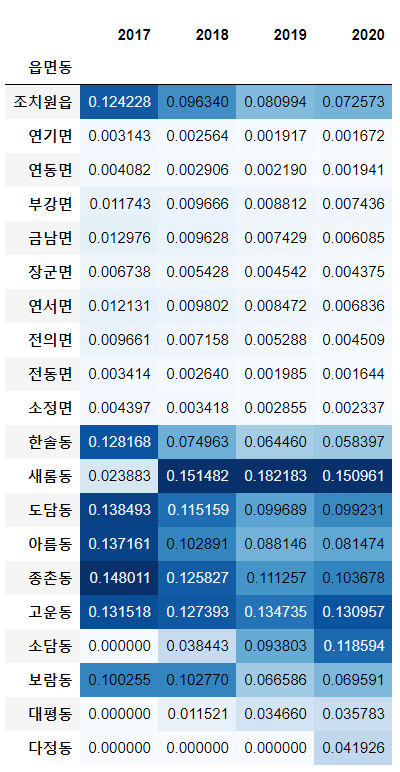 2017 2018 2019 2020
읍면동
조치원읍 0.124228 0.096340 0.080994 0.072573
연기면 0.003143 0.002564 0.001917 0.001672
연동면 0.004082 0.002906 0.002190 0.001941
부강면 0.011743 0.009666 0.008812 0.007436
금남면 0.012976 0.009628 0.007429 0.006085
장군면 0.006738 0.005428 0.004542 0.004375
연서면 0.012131 0.009802 0.008472 0.006836
전의면 0.009661 0.007158 0.005288 0.004509
전동면 0.003414 0.002640 0.001985 0.001644
소정면 0.004397 0.003418 0.002855 0.002337
한솔동 0.128168 0.074963 0.064460 0.058397
새롬동 0.023883 0.151482 0.182183 0.150961
도담동 0.138493 0.115159 0.099689 0.099231
아름동 0.137161 0.102891 0.088146 0.081474
종촌동 0.148011 0.125827 0.111257 0.103678
고운동 0.131518 0.127393 0.134735 0.130957
소담동 0.000000 0.038443 0.093803 0.118594
보람동 0.100255 0.102770 0.066586 0.069591
대평동 0.000000 0.011521 0.034660 0.035783
다정동 0.000000 0.000000 0.000000 0.041926